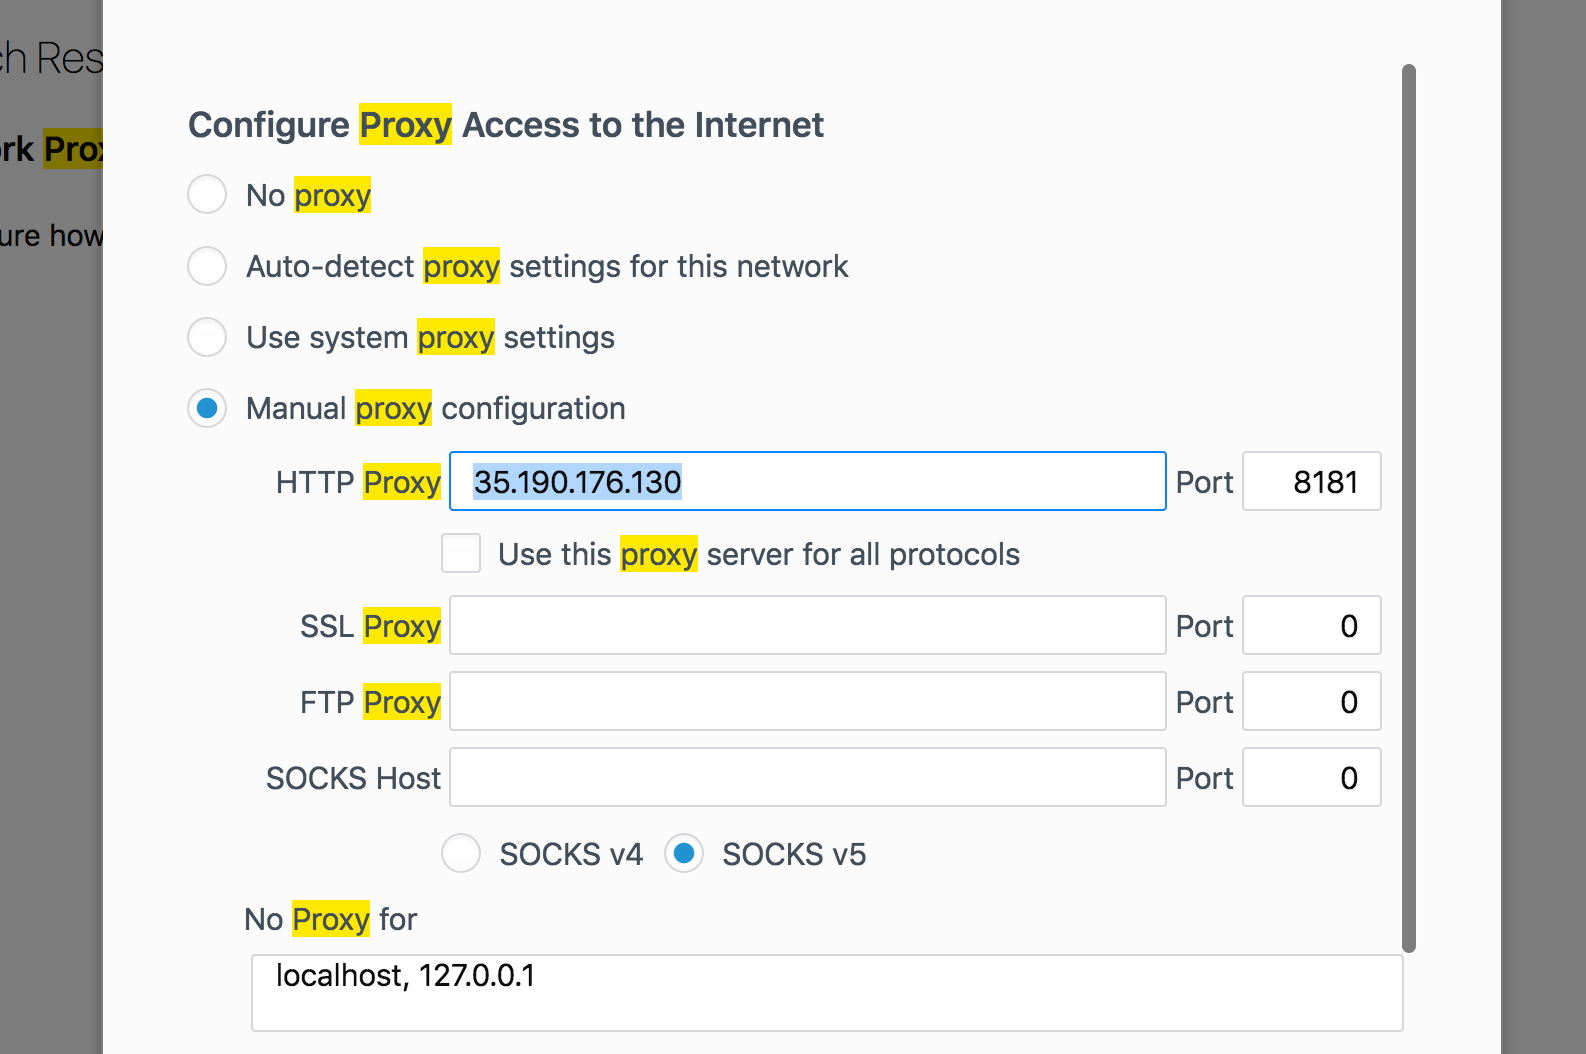 ch Res
Configure Proxy Access to the Internet
rk Prox
No proxy
ure how
Auto-detect proxy settings for this network
Use system proxy settings
Manual proxy configuration
HTTP Proxy 35.190.176.130 Port 8181
Use this proxy server for all protocols
SSL Proxy Port 0
FTP Proxy Port 0
SOCKS Host Port 0
SOCKS v4 SOCKS v5
No Proxy for
localhost, 127.0.0.1